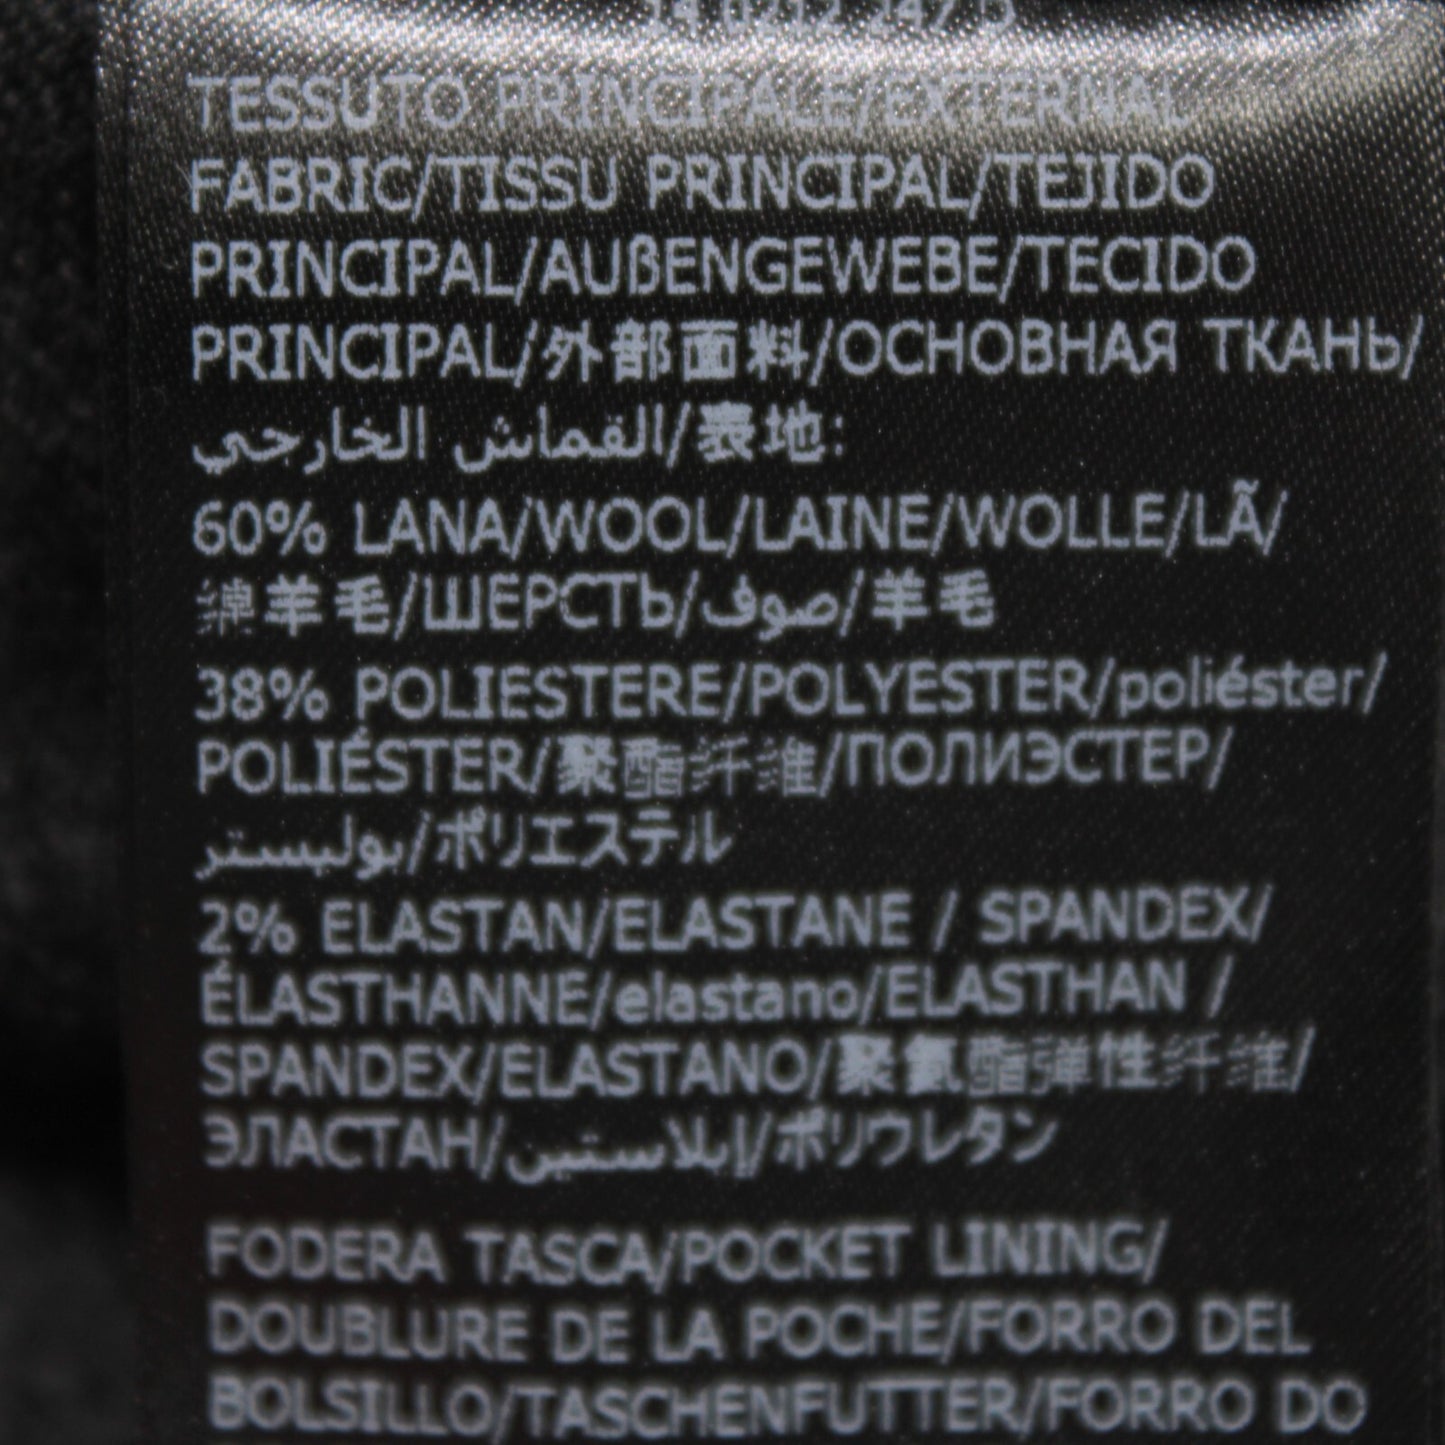 TESSUTO PRINCIPALE/EXTERNAL
FABRIC/TISSU PRINCIPAL/TEJIDO
PRINCIPAL/AUßENGEWEBE/TECIDO
PRINCIPAL/外部面料/ОСНОВНАЯ ТКАНЬ/
القماش الخارجي/表地:
60% LANA/WOOL/LAINE/WOLLE/LÃ/
绵羊毛/ШЕРСТЬ/صوف/羊毛
38% POLIESTERE/POLYESTER/poliéster/
POLIÉSTER/聚酯纤维/ПОЛИЭСТЕР/
بوليستر/ポリエステル
2% ELASTAN/ELASTANE / SPANDEX/
ÉLASTHANNE/elastano/ELASTHAN /
SPANDEX/ELASTANO/聚氨酯弹性纤维/
ЭЛАСТАН/إيلاستين/ポリウレタン
FODERA TASCA/POCKET LINING/
DOUBLURE DE LA POCHE/FORRO DEL
BOLSILLO/TASCHENFUTTER/FORRO DO